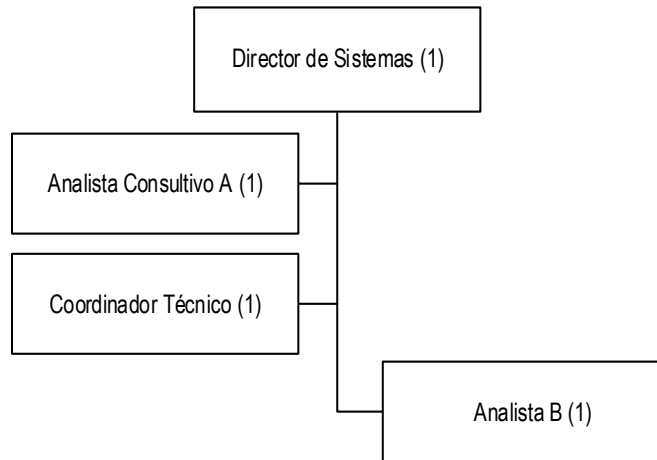 Director de Sistemas (1)
Analista Consultivo A (1)
Coordinador Técnico (1)
Analista B (1)